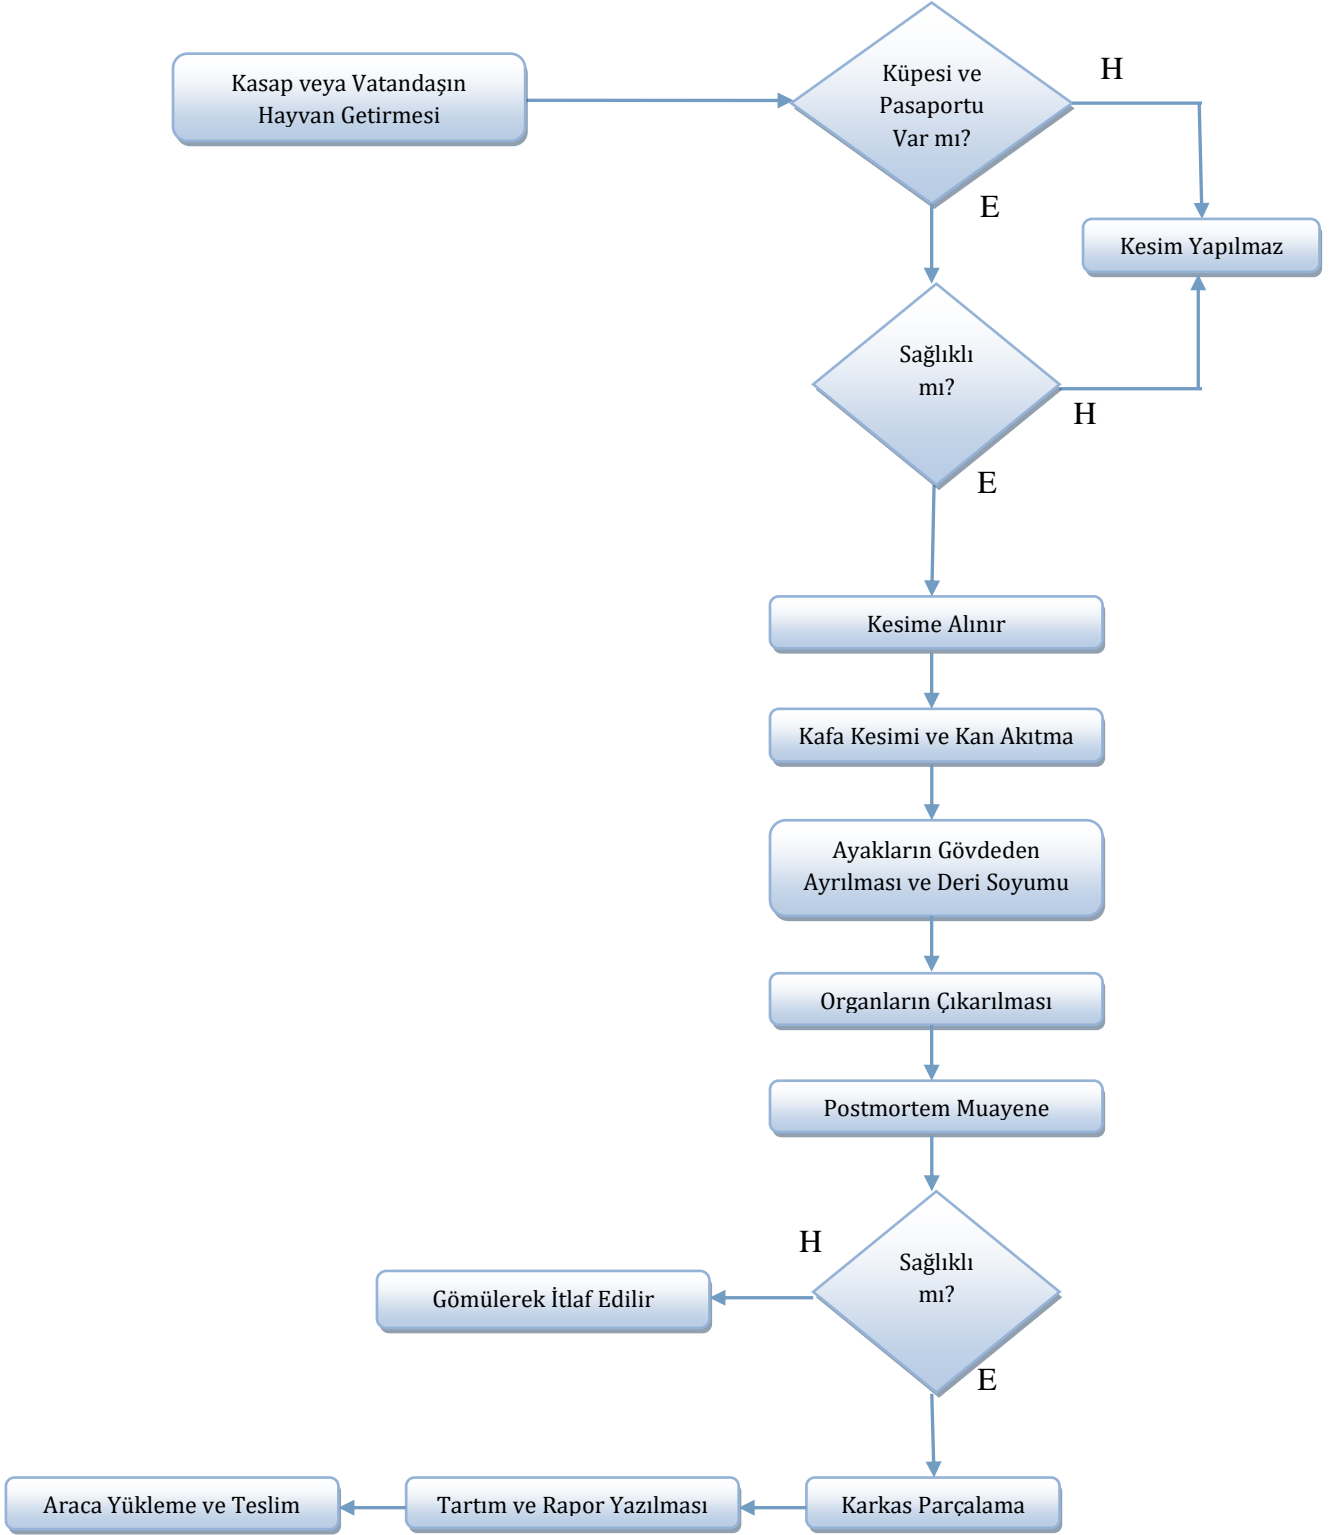 Kasap veya Vatandaşın
Hayvan Getirmesi
Küpesi ve
Pasaportu
Var mı?
H
E
Kesim Yapılmaz
Sağlıklı
mı?
H
E
Kesime Alınır
Kafa Kesimi ve Kan Akıtma
Ayakların Gövdeden
Ayrılması ve Deri Soyumu
Organların Çıkarılması
Postmortem Muayene
H
Sağlıklı
mı?
Gömülerek İtlaf Edilir
E
Karkas Parçalama
Tartım ve Rapor Yazılması
Araca Yükleme ve Teslim